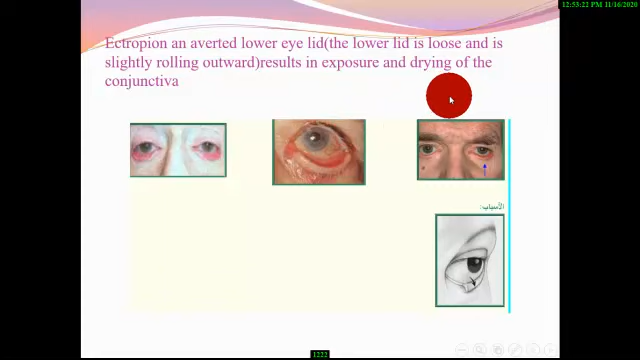 12:53:22 PM 11/16/2020
Ectropion an averted lower eye lid(the lower lid is loose and is
slightly rolling outward)results in exposure and drying of the
conjunctiva
الأسباب:
1222